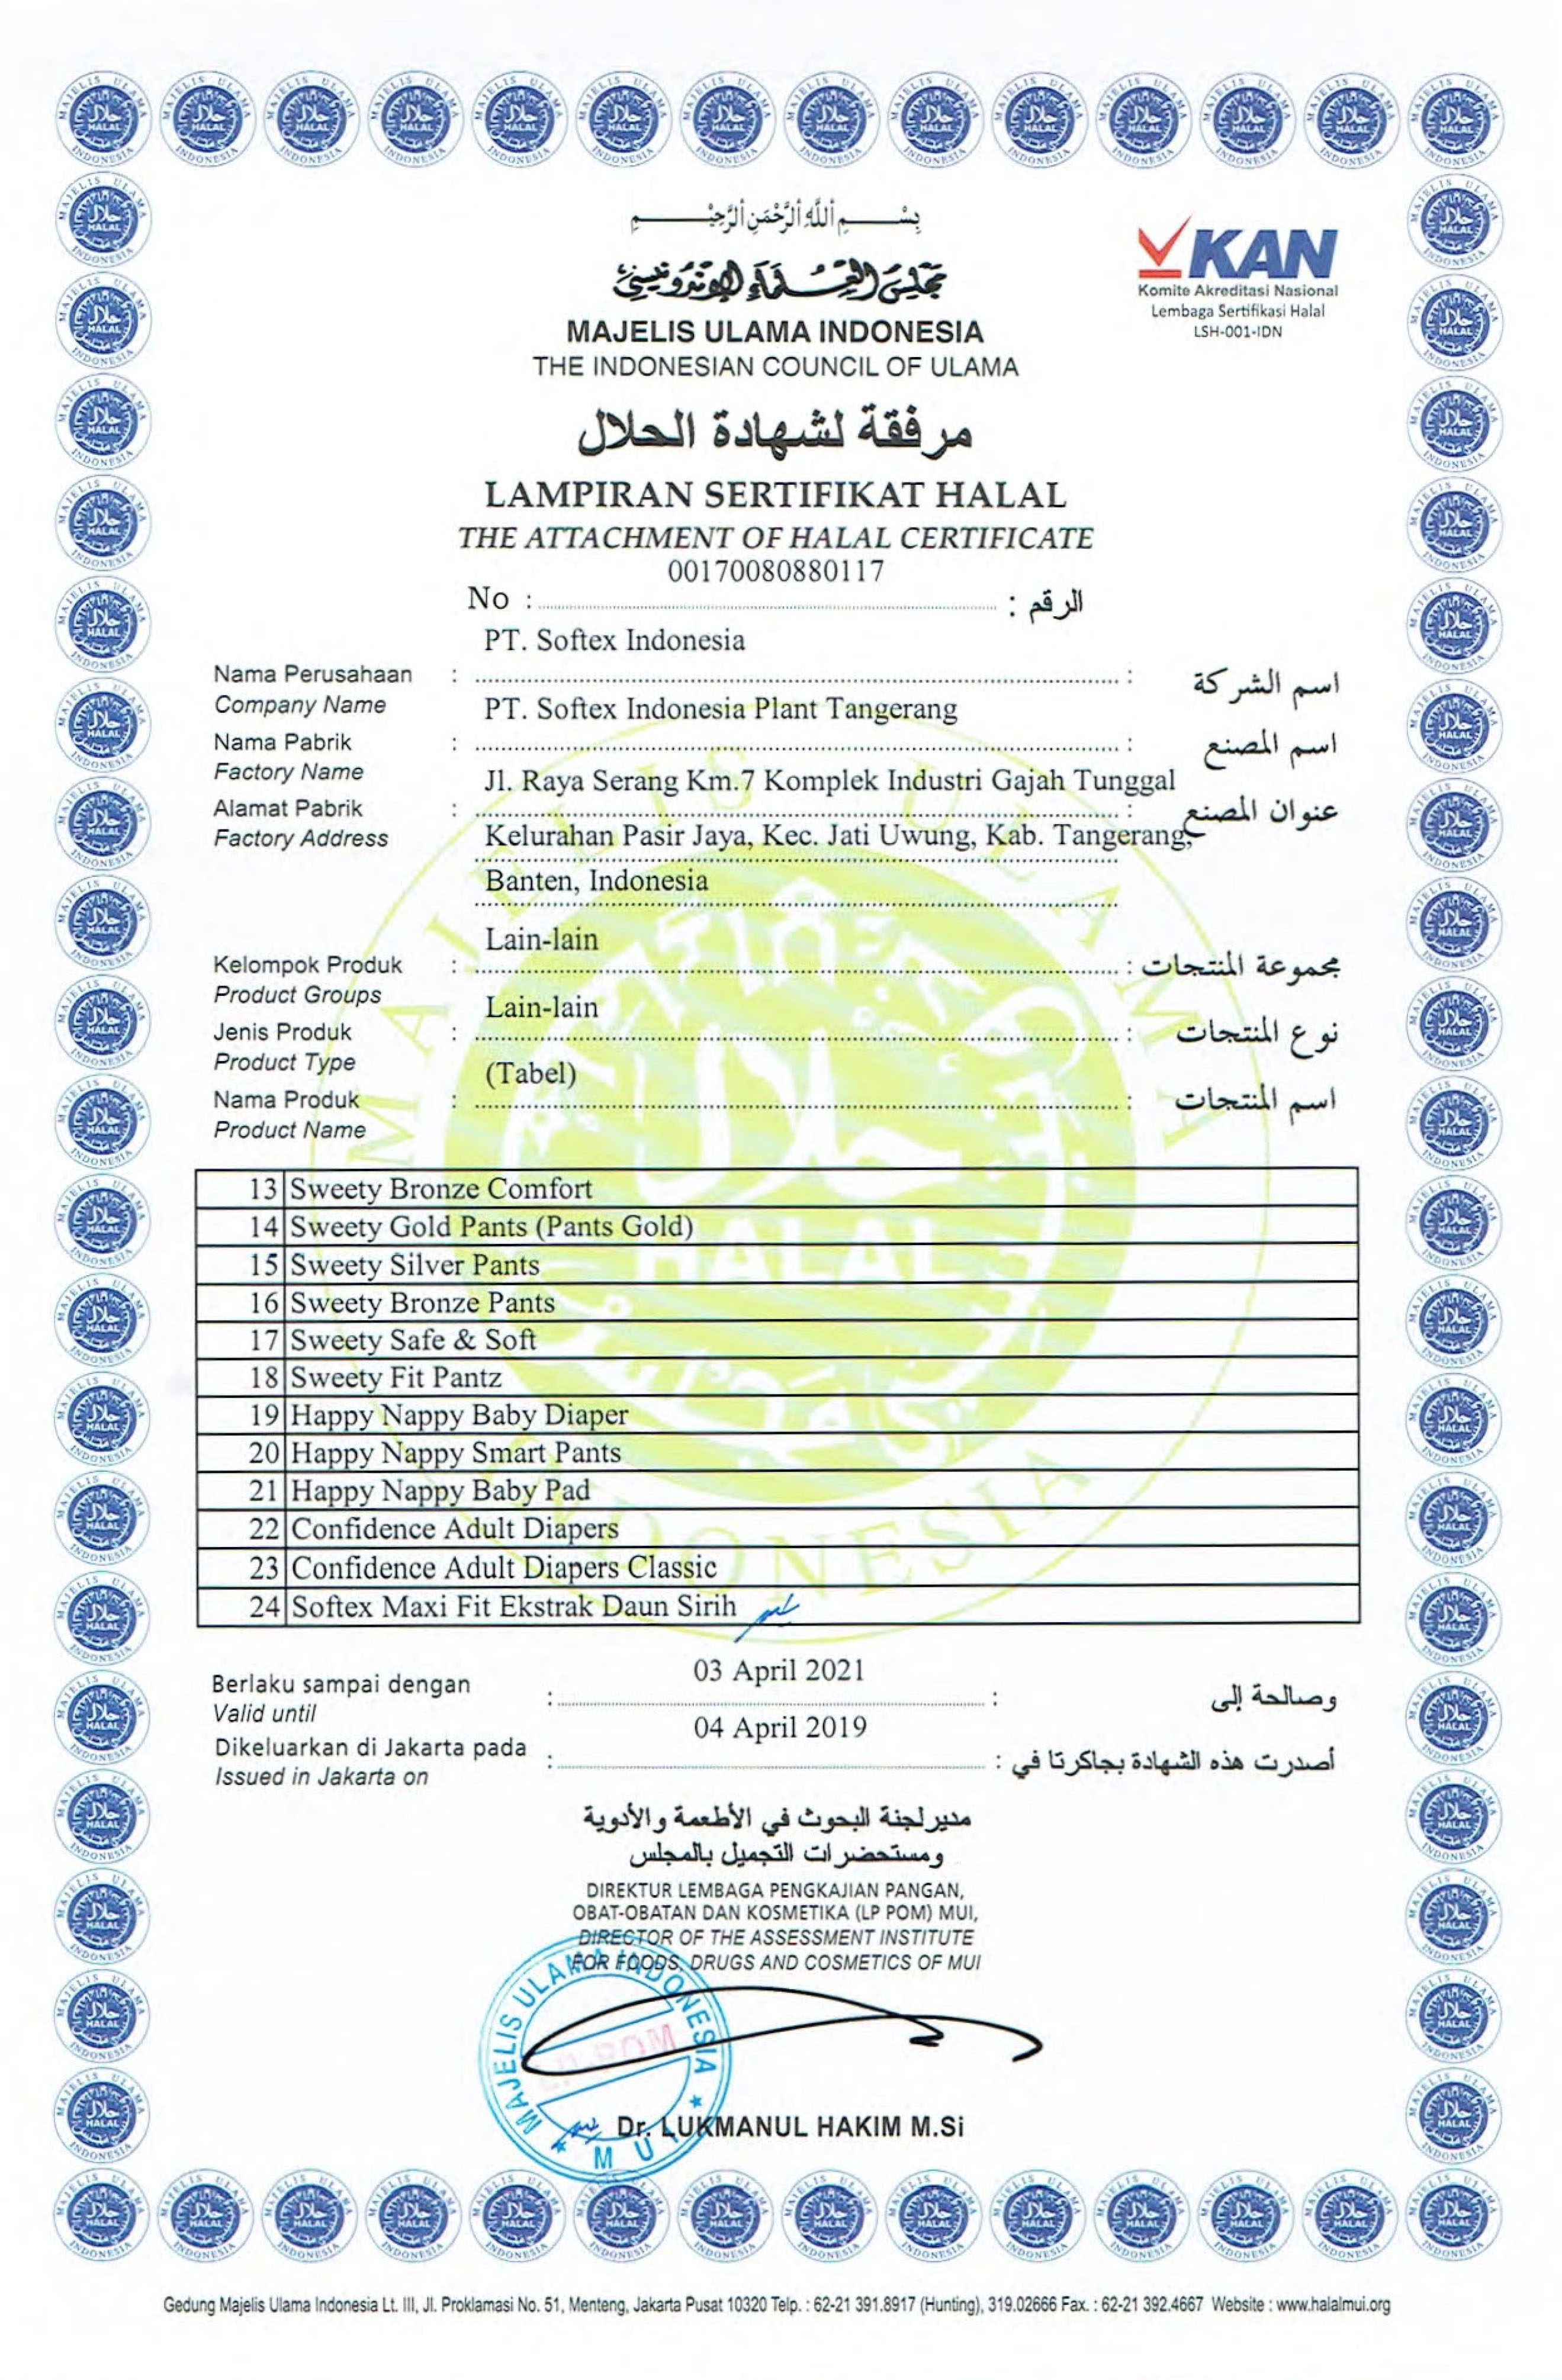 بِسْــــــمِ ٱللَّهِ ٱلرَّحْمَنِ ٱلرَّحِيْــــــــمِ
مجلس العلماء الإندونيسي
MAJELIS ULAMA INDONESIA
THE INDONESIAN COUNCIL OF ULAMA
KAN
Komite Akreditasi Nasional
Lembaga Sertifikasi Halal
LSH-001-IDN
مرفقة لشهادة الحلال
LAMPIRAN SERTIFIKAT HALAL
THE ATTACHMENT OF HALAL CERTIFICATE
00170080880117
No : الرقم :
PT. Softex Indonesia
Nama Perusahaan : : اسم الشركة
Company Name
PT. Softex Indonesia Plant Tangerang
Nama Pabrik : : اسم المصنع
Factory Name
Jl. Raya Serang Km.7 Komplek Industri Gajah Tunggal
Alamat Pabrik : : عنوان المصنع
Factory Address
Kelurahan Pasir Jaya, Kec. Jati Uwung, Kab. Tangerang,
Banten, Indonesia
Lain-lain
Kelompok Produk : : مجموعة المنتجات
Product Groups
Lain-lain
Jenis Produk : : نوع المنتجات
Product Type
(Tabel)
Nama Produk : : اسم المنتجات
Product Name
13 Sweety Bronze Comfort
14 Sweety Gold Pants (Pants Gold)
15 Sweety Silver Pants
16 Sweety Bronze Pants
17 Sweety Safe & Soft
18 Sweety Fit Pantz
19 Happy Nappy Baby Diaper
20 Happy Nappy Smart Pants
21 Happy Nappy Baby Pad
22 Confidence Adult Diapers
23 Confidence Adult Diapers Classic
24 Softex Maxi Fit Ekstrak Daun Sirih
03 April 2021
Berlaku sampai dengan : : وصالحة إلى
Valid until
04 April 2019
Dikeluarkan di Jakarta pada : : أصدرت هذه الشهادة بجاكرتا في
Issued in Jakarta on
مدير لجنة البحوث في الأطعمة والأدوية
ومستحضرات التجميل بالمجلس
DIREKTUR LEMBAGA PENGKAJIAN PANGAN,
OBAT-OBATAN DAN KOSMETIKA (LP POM) MUI,
DIRECTOR OF THE ASSESSMENT INSTITUTE
FOR FOODS, DRUGS AND COSMETICS OF MUI
MAJELIS ULAMA INDONESIA
LP POM
M U I
Dr. LUKMANUL HAKIM M.Si
MAJELIS ULAMA
حلال
HALAL
INDONESIA
Gedung Majelis Ulama Indonesia Lt. III, Jl. Proklamasi No. 51, Menteng, Jakarta Pusat 10320 Telp. : 62-21 391.8917 (Hunting), 319.02666 Fax. : 62-21 392.4667 Website : www.halalmui.org